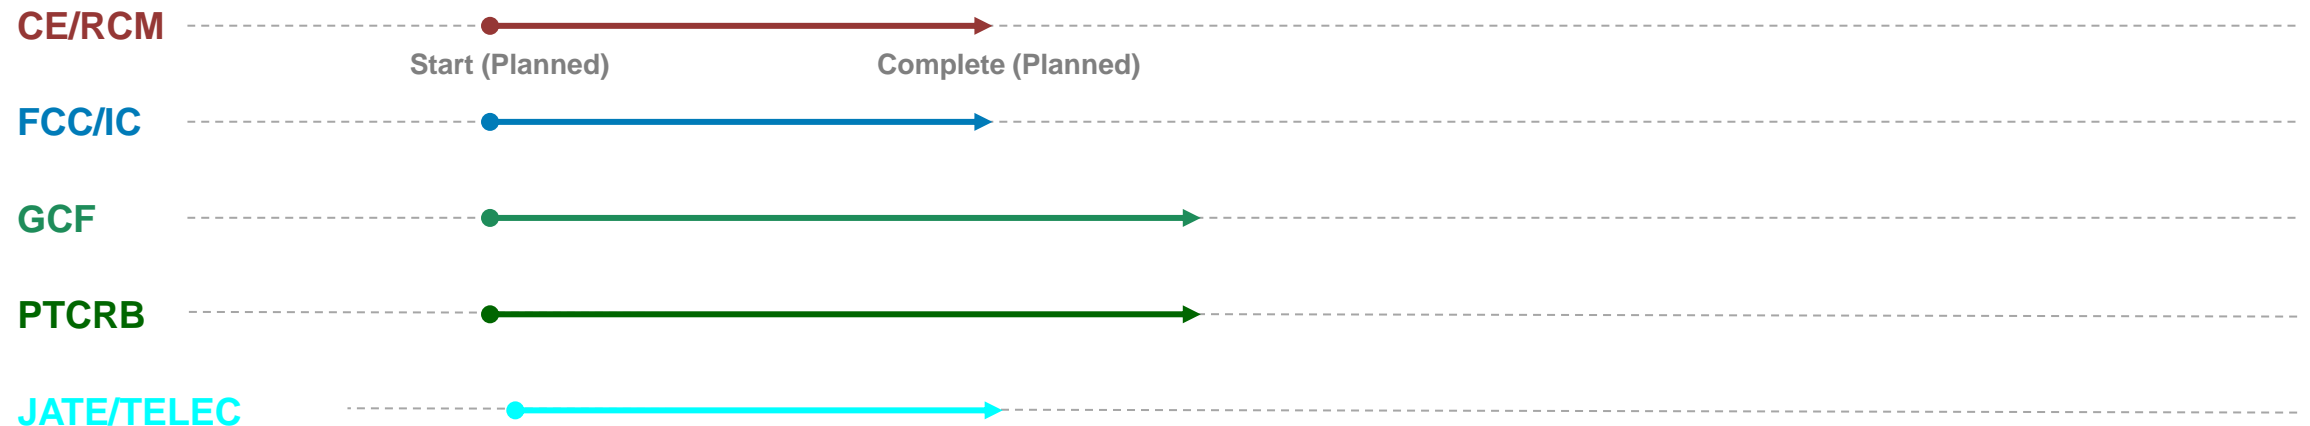 CE/RCM
Start (Planned) Complete (Planned)
FCC/IC
GCF
PTCRB
JATE/TELEC